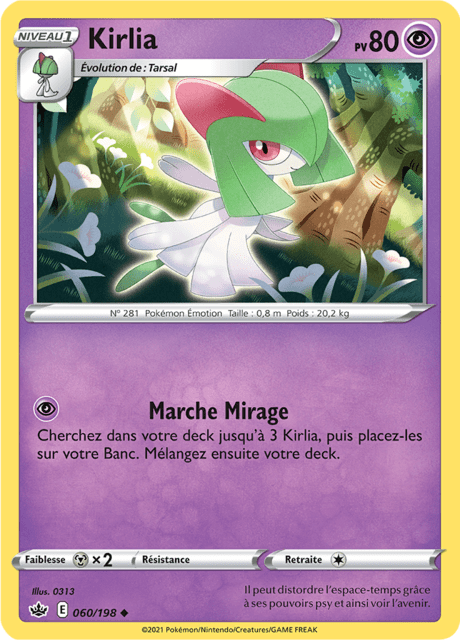 NIVEAU 1
Kirlia
PV 80
Évolution de : Tarsal
N° 281 Pokémon Émotion Taille : 0,8 m Poids : 20,2 kg
Marche Mirage
Cherchez dans votre deck jusqu'à 3 Kirlia, puis placez-les
sur votre Banc. Mélangez ensuite votre deck.
Faiblesse ×2 Résistance Retraite
Illus. 0313
Il peut distordre l'espace-temps grâce
à ses pouvoirs psy et ainsi voir l'avenir.
E 060/198
©2021 Pokémon/Nintendo/Creatures/GAME FREAK